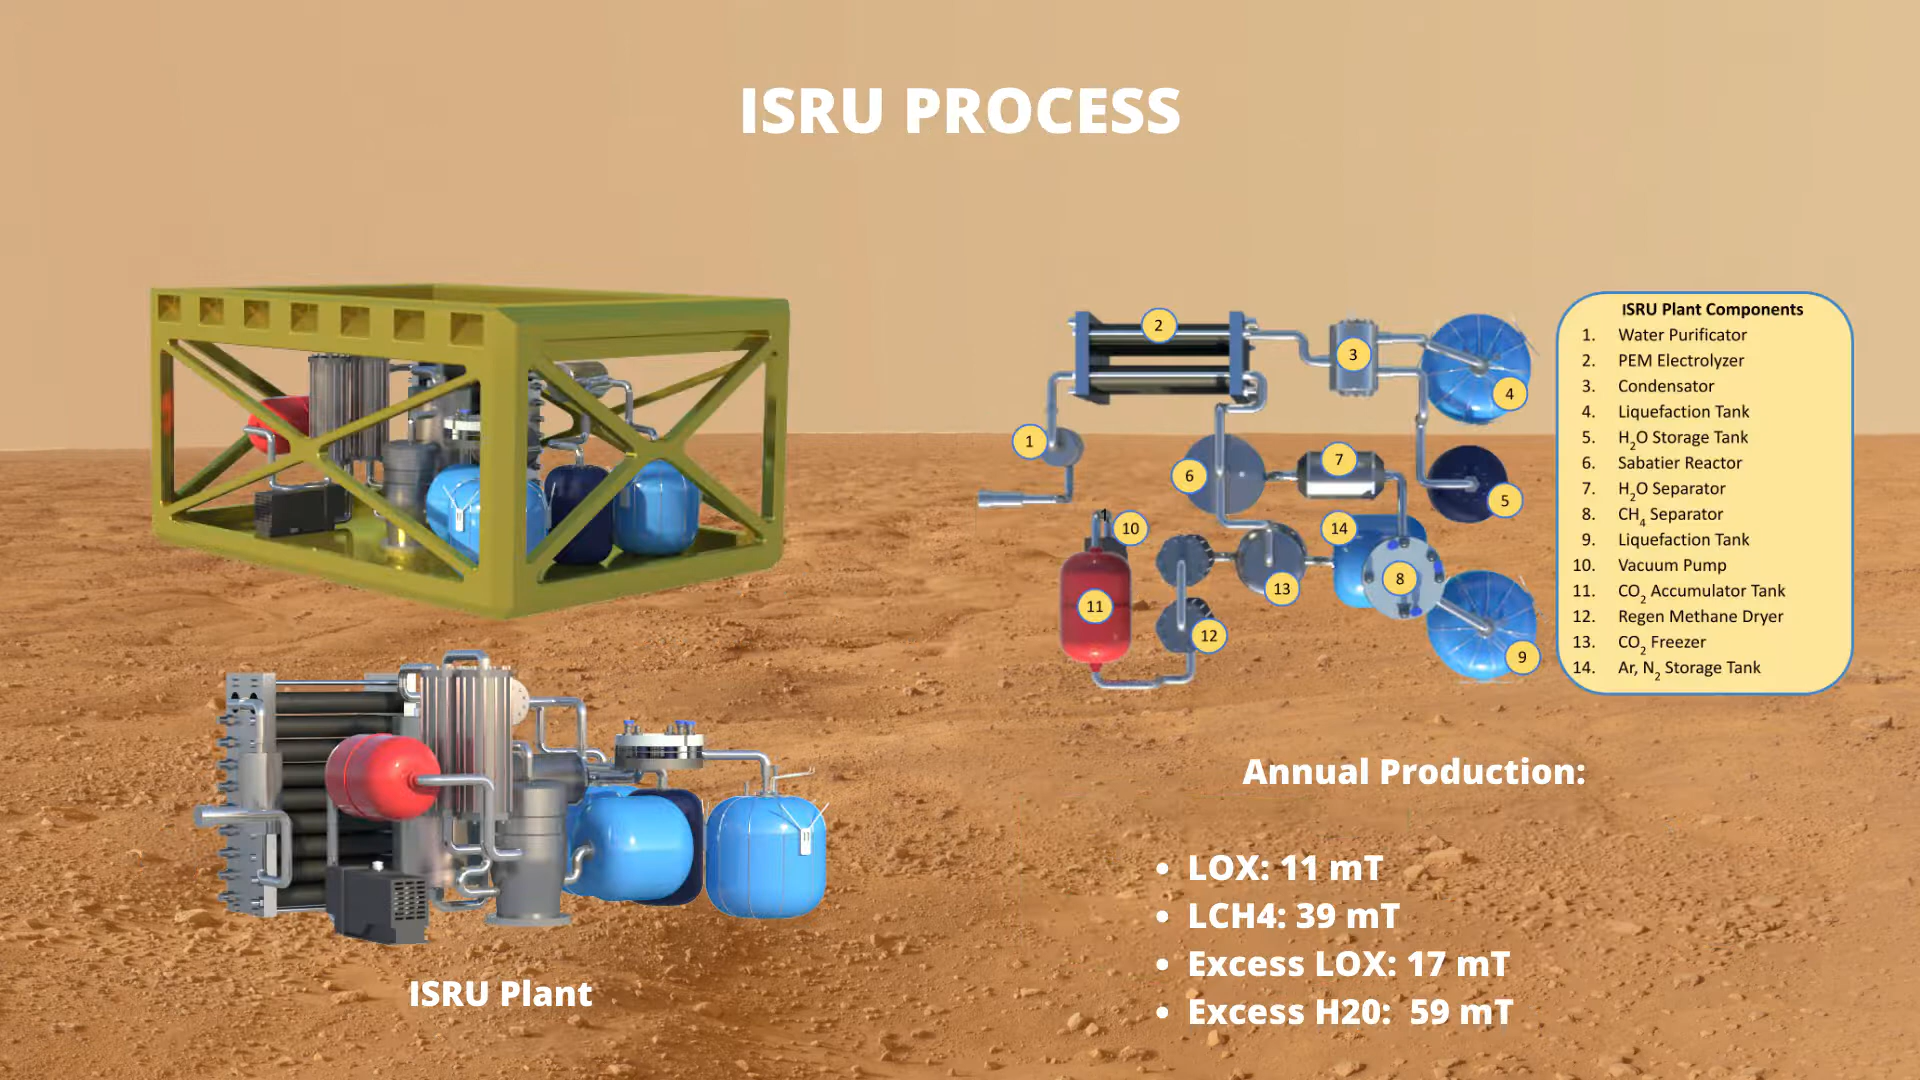 ISRU PROCESS
ISRU Plant Components
1. Water Purificator
2. PEM Electrolyzer
3. Condensator
4. Liquefaction Tank
5. H2O Storage Tank
6. Sabatier Reactor
7. H2O Separator
8. CH4 Separator
9. Liquefaction Tank
10. Vacuum Pump
11. CO2 Accumulator Tank
12. Regen Methane Dryer
13. CO2 Freezer
14. Ar, N2 Storage Tank
2
3
4
1
7
6
5
10
14
8
13
11
12
9
Annual Production:
• LOX: 11 mT
• LCH4: 39 mT
• Excess LOX: 17 mT
• Excess H20: 59 mT
ISRU Plant